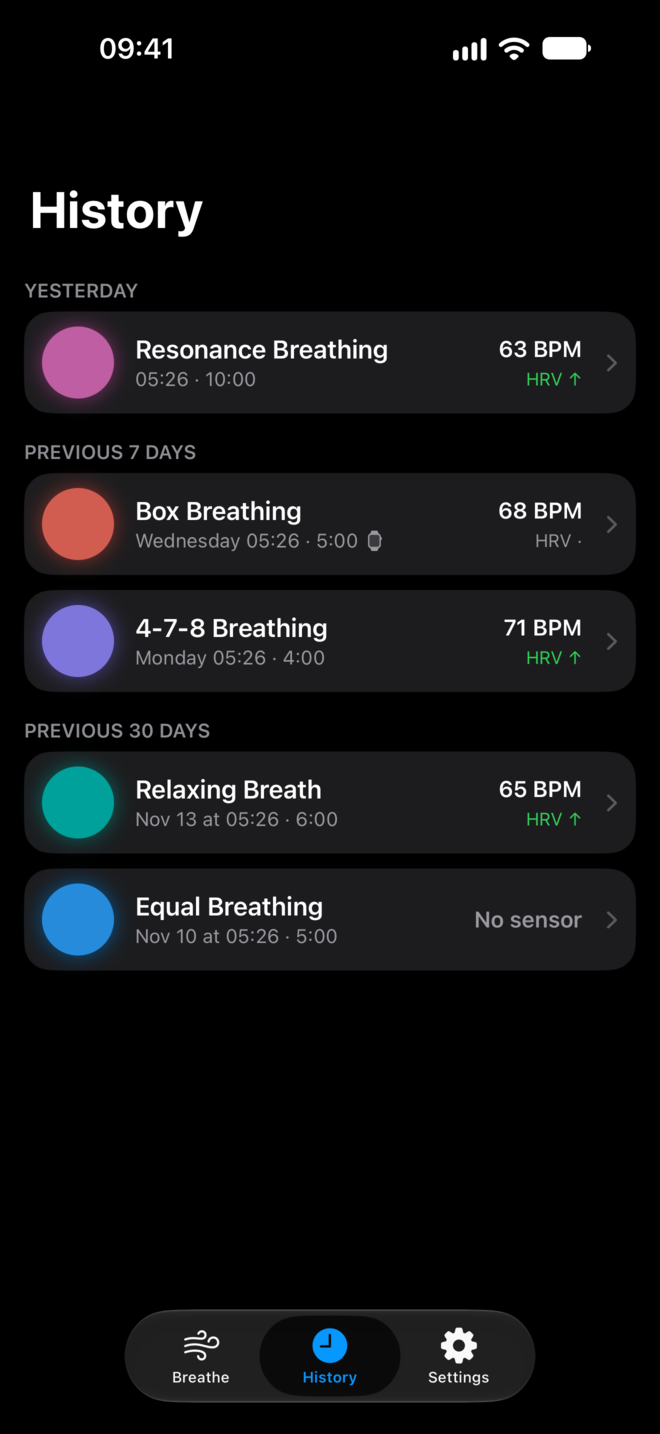 09:41
History
YESTERDAY
Resonance Breathing
63 BPM
05:26 · 10:00
HRV ↑
PREVIOUS 7 DAYS
Box Breathing
68 BPM
Wednesday 05:26 · 5:00
HRV ·
4-7-8 Breathing
71 BPM
Monday 05:26 · 4:00
HRV ↑
PREVIOUS 30 DAYS
Relaxing Breath
65 BPM
Nov 13 at 05:26 · 6:00
HRV ↑
Equal Breathing
No sensor
Nov 10 at 05:26 · 5:00
Breathe
History
Settings